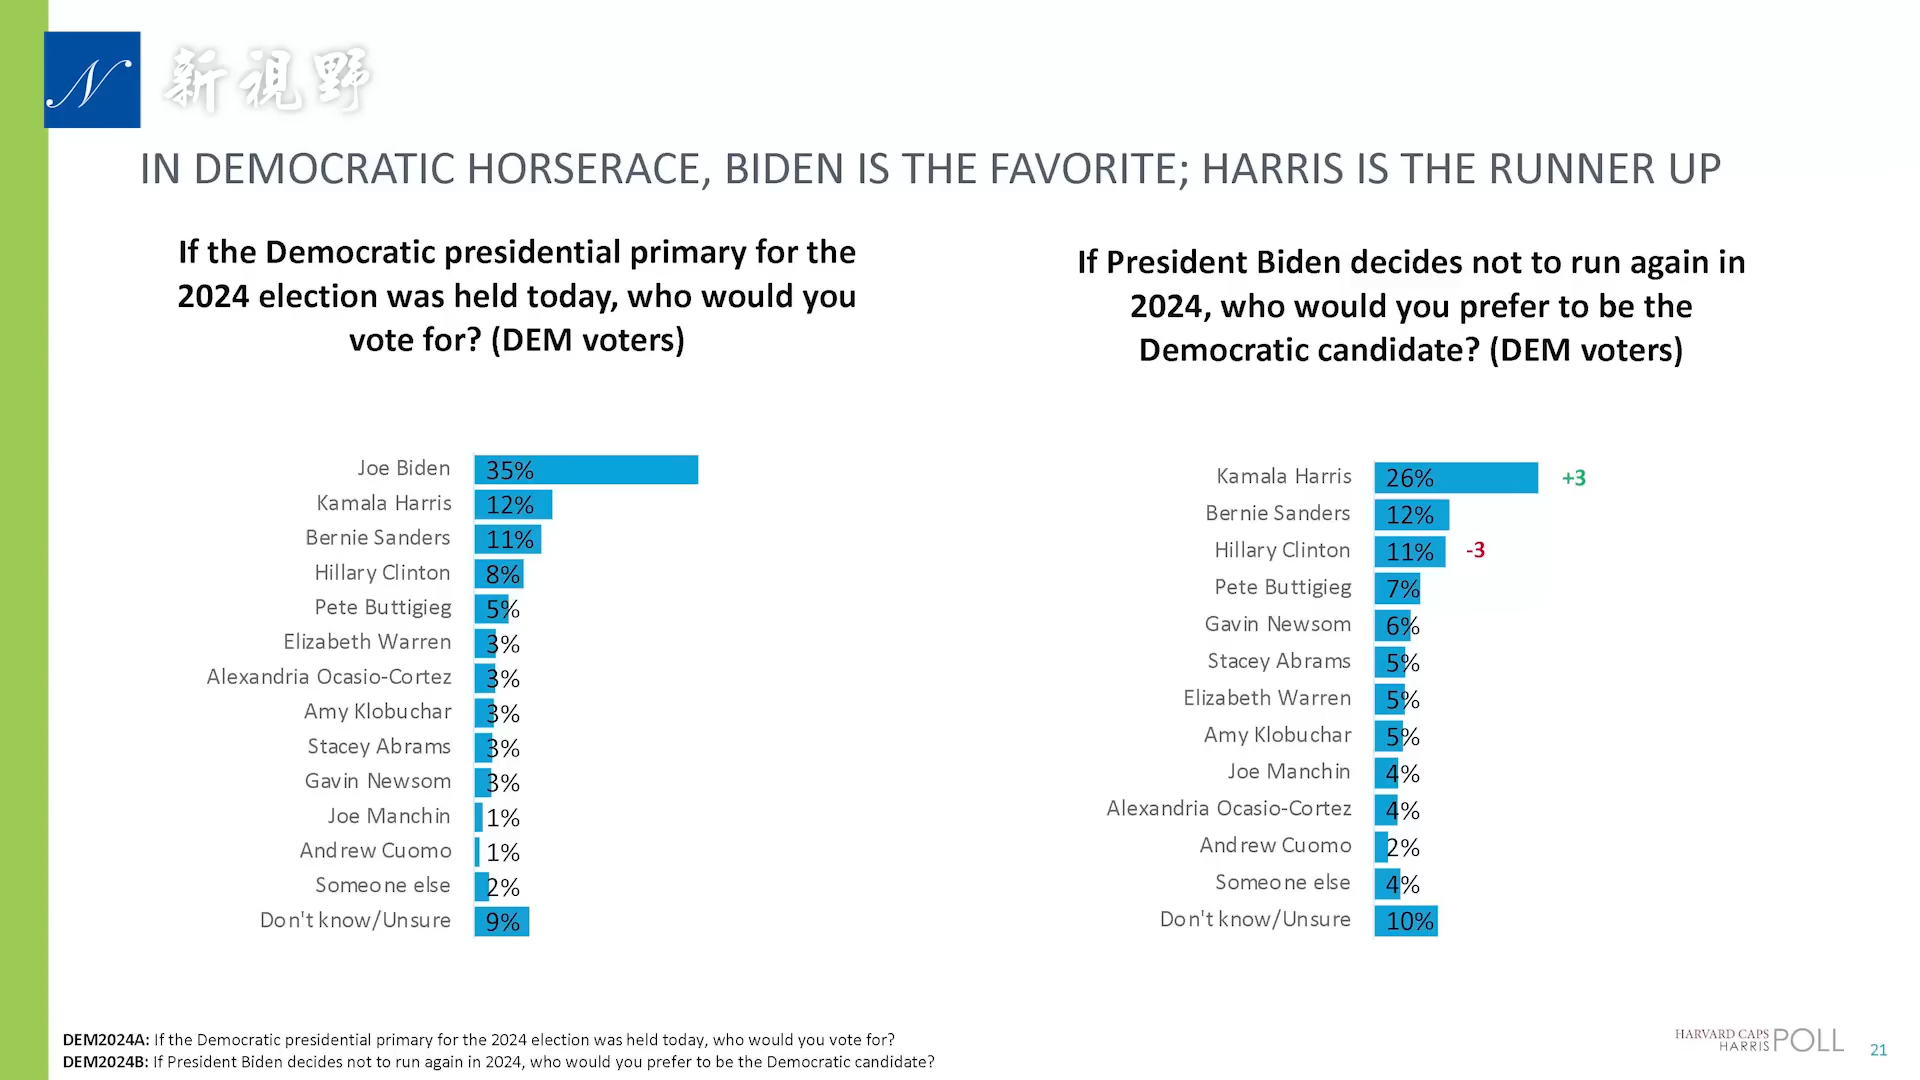 N 新視野
IN DEMOCRATIC HORSERACE, BIDEN IS THE FAVORITE; HARRIS IS THE RUNNER UP
If the Democratic presidential primary for the
2024 election was held today, who would you
vote for? (DEM voters)
Joe Biden 35%
Kamala Harris 12%
Bernie Sanders 11%
Hillary Clinton 8%
Pete Buttigieg 5%
Elizabeth Warren 3%
Alexandria Ocasio-Cortez 3%
Amy Klobuchar 3%
Stacey Abrams 3%
Gavin Newsom 3%
Joe Manchin 1%
Andrew Cuomo 1%
Someone else 2%
Don't know/Unsure 9%
If President Biden decides not to run again in
2024, who would you prefer to be the
Democratic candidate? (DEM voters)
Kamala Harris 26% +3
Bernie Sanders 12%
Hillary Clinton 11% -3
Pete Buttigieg 7%
Gavin Newsom 6%
Stacey Abrams 5%
Elizabeth Warren 5%
Amy Klobuchar 5%
Joe Manchin 4%
Alexandria Ocasio-Cortez 4%
Andrew Cuomo 2%
Someone else 4%
Don't know/Unsure 10%
DEM2024A: If the Democratic presidential primary for the 2024 election was held today, who would you vote for?
DEM2024B: If President Biden decides not to run again in 2024, who would you prefer to be the Democratic candidate?
HARVARD CAPS
HARRIS POLL
21